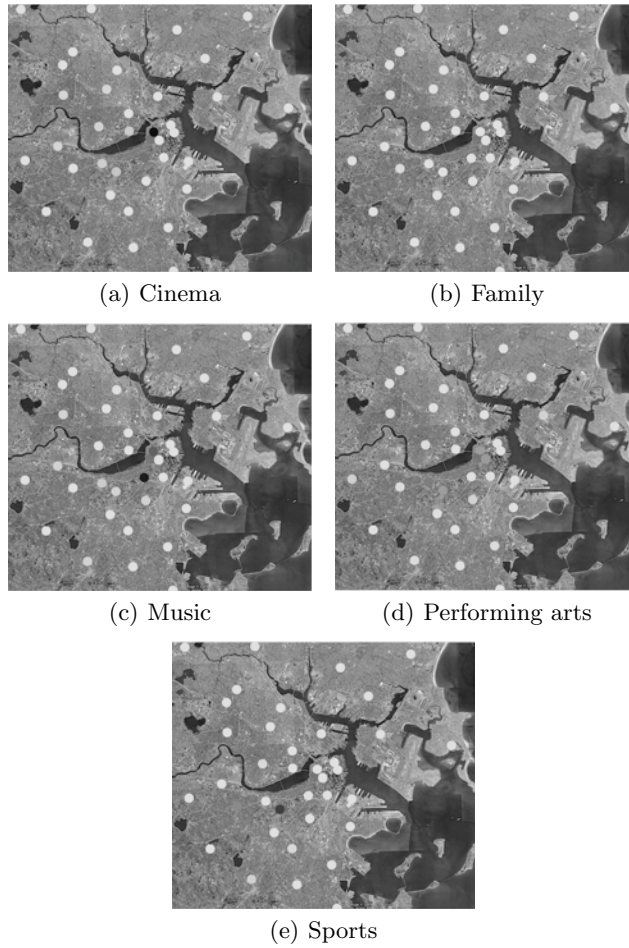 (a) Cinema
(b) Family
(c) Music
(d) Performing arts
(e) Sports